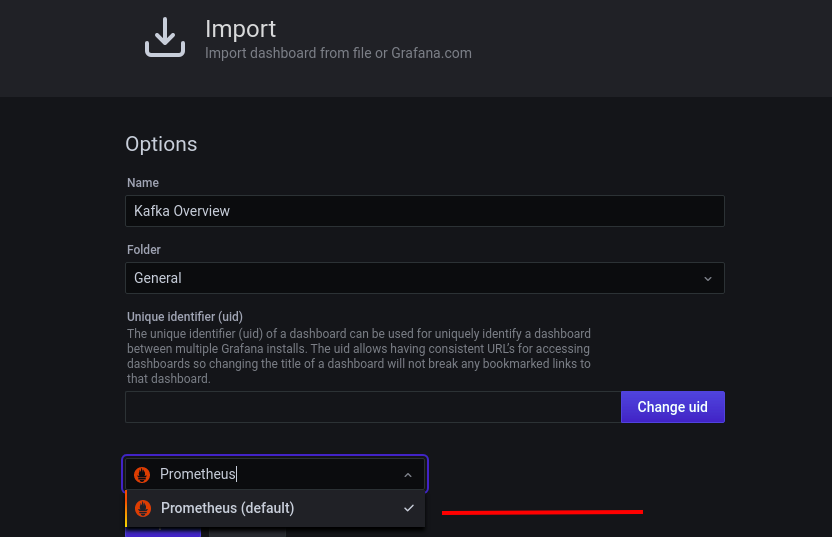 Import
Import dashboard from file or Grafana.com
Options
Name
Kafka Overview
Folder
General
Unique identifier (uid)
The unique identifier (uid) of a dashboard can be used for uniquely identify a dashboard
between multiple Grafana installs. The uid allows having consistent URL's for accessing
dashboards so changing the title of a dashboard will not break any bookmarked links to
that dashboard.
Change uid
Prometheus
Prometheus (default)